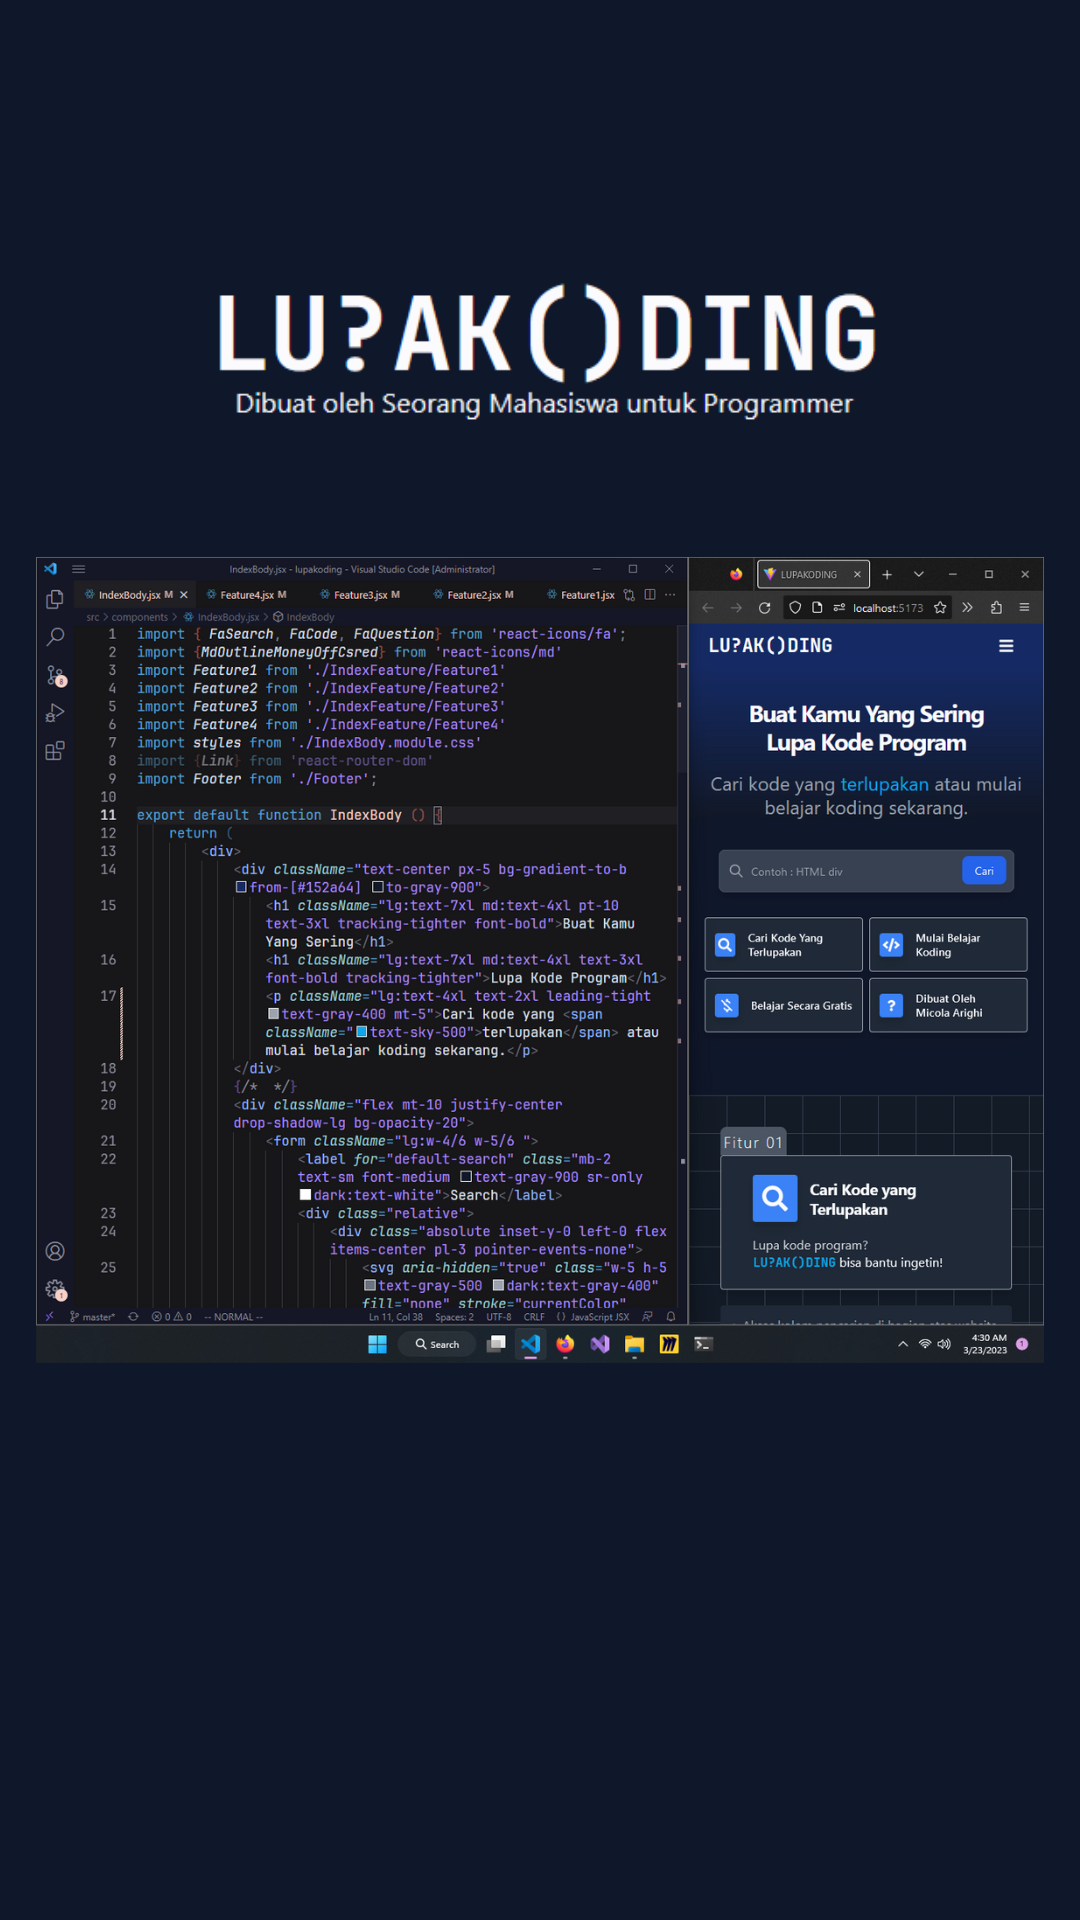 LU?AK()DING
Dibuat oleh Seorang Mahasiswa untuk Programmer
IndexBody.jsx - lupakoding - Visual Studio Code [Administrator]
IndexBody.jsx M
Feature4.jsx M
Feature3.jsx M
Feature2.jsx M
Feature1.jsx
src > components > IndexBody.jsx > IndexBody
1 import { FaSearch, FaCode, FaQuestion} from 'react-icons/fa';
2 import {MdOutlineMoneyOffCsred} from 'react-icons/md'
3 import Feature1 from './IndexFeature/Feature1'
4 import Feature2 from './IndexFeature/Feature2'
5 import Feature3 from './IndexFeature/Feature3'
6 import Feature4 from './IndexFeature/Feature4'
7 import styles from './IndexBody.module.css'
8 import {Link} from 'react-router-dom'
9 import Footer from './Footer';
10
11 export default function IndexBody () {
12 return (
13 <div>
14 <div className="text-center px-5 bg-gradient-to-b
from-[#152a64] to-gray-900">
15 <h1 className="lg:text-7xl md:text-4xl pt-10
text-3xl tracking-tighter font-bold">Buat Kamu
Yang Sering</h1>
16 <h1 className="lg:text-7xl md:text-4xl text-3xl
font-bold tracking-tighter">Lupa Kode Program</h1>
17 <p className="lg:text-4xl text-2xl leading-tight
text-gray-400 mt-5">Cari kode yang <span
className="text-sky-500">terlupakan</span> atau
mulai belajar koding sekarang.</p>
18 </div>
19 {/* */}
20 <div className="flex mt-10 justify-center
drop-shadow-lg bg-opacity-20">
21 <form className="lg:w-4/6 w-5/6 ">
22 <label for="default-search" class="mb-2
text-sm font-medium text-gray-900 sr-only
dark:text-white">Search</label>
23 <div class="relative">
24 <div class="absolute inset-y-0 left-0 flex
items-center pl-3 pointer-events-none">
25 <svg aria-hidden="true" class="w-5 h-5
text-gray-500 dark:text-gray-400"
fill="none" stroke="currentColor"
8
1
master*
0
0
-- NORMAL --
Ln 11, Col 38
Spaces: 2
UTF-8
CRLF
{ } JavaScript JSX
LUPAKODING
localhost:5173
LU?AK()DING
Buat Kamu Yang Sering
Lupa Kode Program
Cari kode yang terlupakan atau mulai
belajar koding sekarang.
Contoh : HTML div
Cari
Cari Kode Yang
Terlupakan
Mulai Belajar
Koding
Belajar Secara Gratis
Dibuat Oleh
Micola Arighi
Fitur 01
Cari Kode yang
Terlupakan
Lupa kode program?
LU?AK()DING bisa bantu ingetin!
Search
4:30 AM
3/23/2023
1